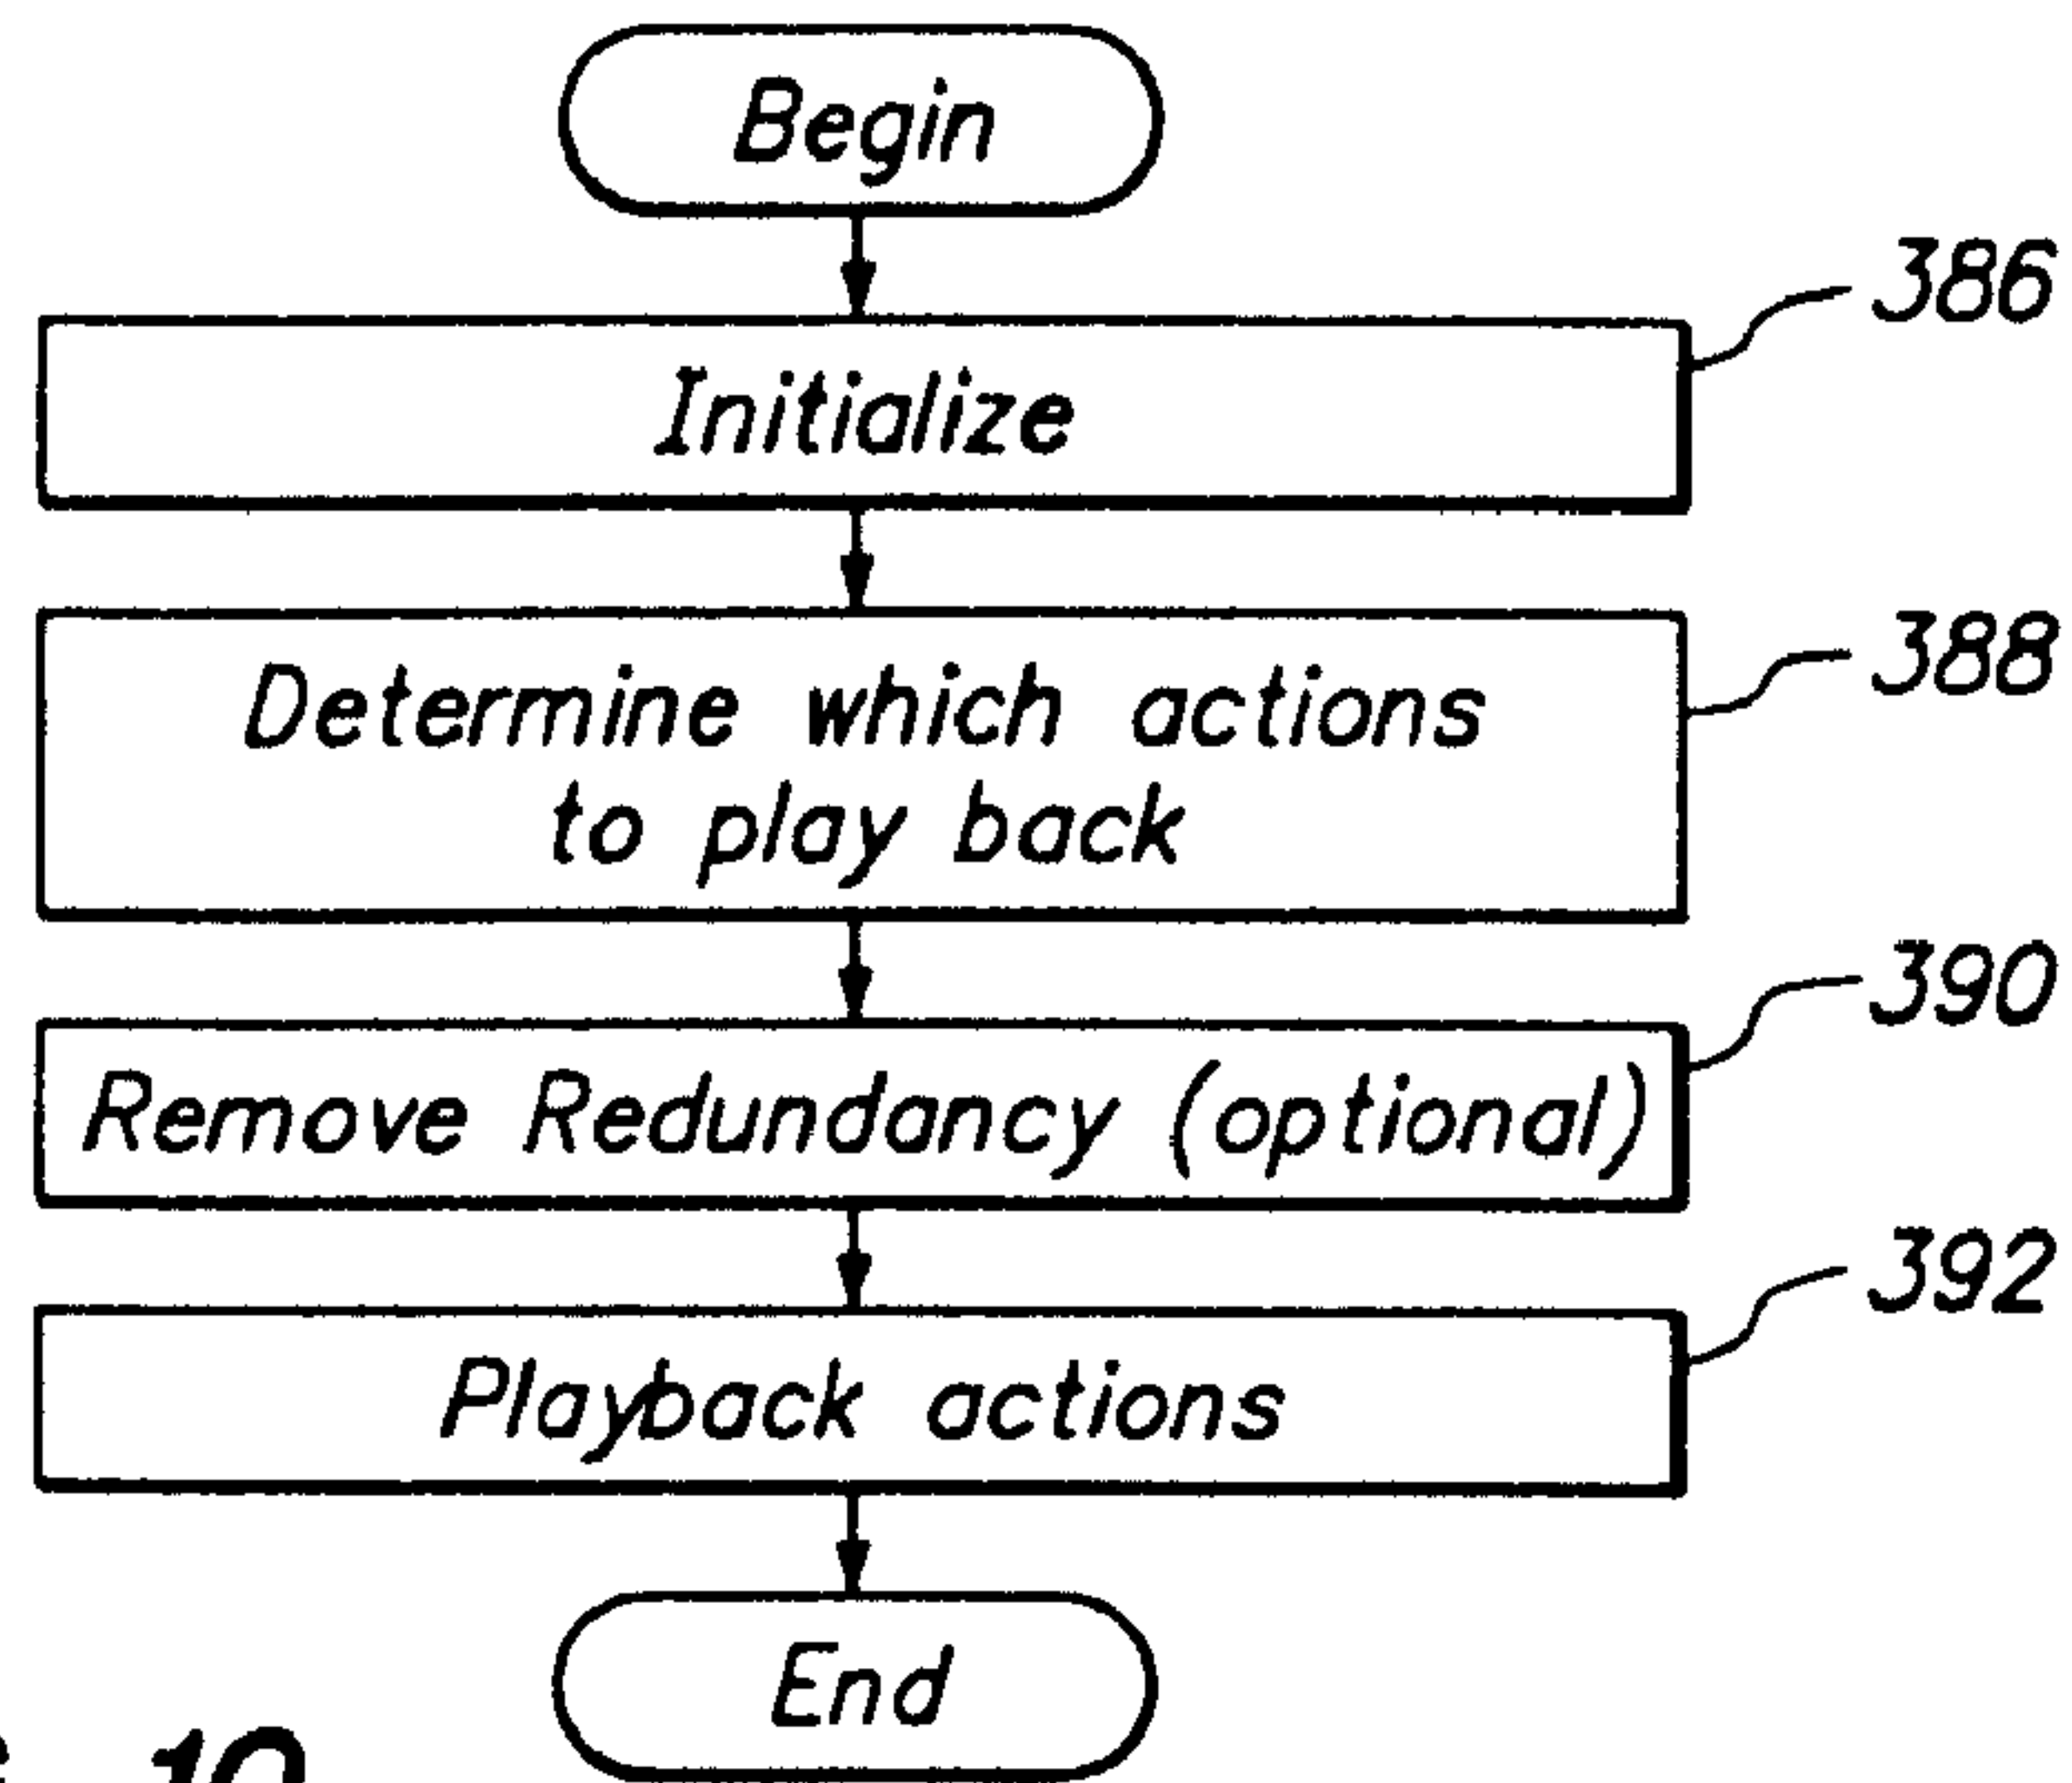 Begin
386
Initialize
388
Determine which actions
to play back
390
Remove Redundancy (optional)
392
Playback actions
End